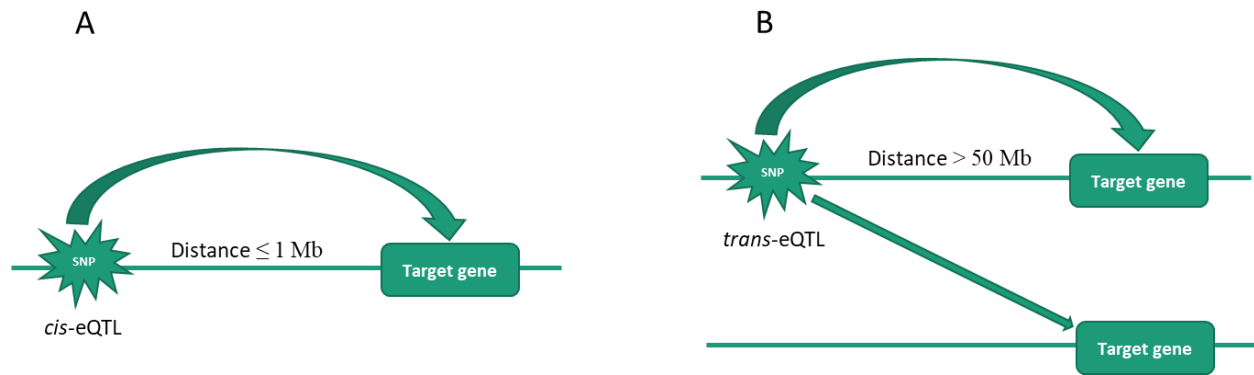 A
SNP
Distance ≤ 1 Mb
Target gene
cis-eQTL
B
SNP
Distance > 50 Mb
Target gene
trans-eQTL
Target gene